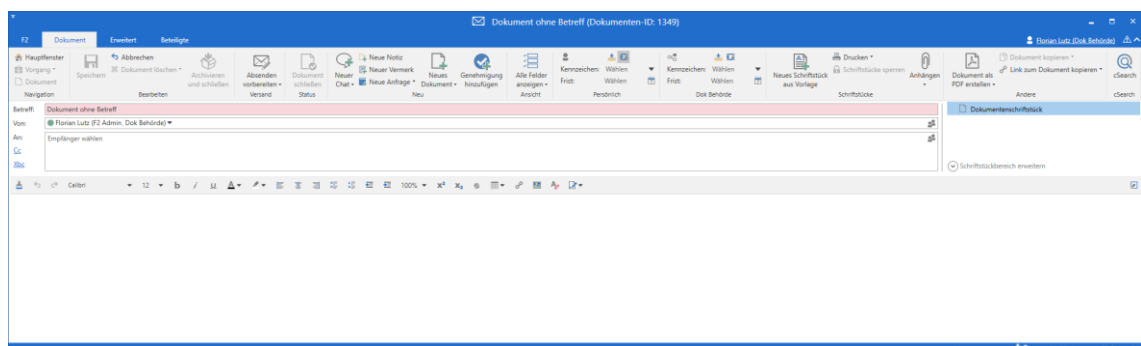 Dokument ohne Betreff (Dokumenten-ID: 1349)
F2 Dokument Erweitert Beteiligte Florian Lutz (Dok Behörde)
Hauptfenster
Vorgang
Dokument
Navigation
Speichern
Abbrechen
Dokument löschen
Archivieren und schließen
Bearbeiten
Absenden vorbereiten
Versand
Dokument schließen
Status
Neuer Chat
Neue Notiz
Neuer Vermerk
Neue Anfrage
Neues Dokument
Genehmigung hinzufügen
Neu
Alle Felder anzeigen
Ansicht
Kennzeichen: Wählen
Frist: Wählen
Persönlich
Kennzeichen: Wählen
Frist: Wählen
Dok Behörde
Neues Schriftstück aus Vorlage
Drucken
Schriftstücke sperren
Anhängen
Schriftstücke
Dokument als PDF erstellen
Dokument kopieren
Link zum Dokument kopieren
Andere
cSearch
cSearch
Betreff: Dokument ohne Betreff
Von: Florian Lutz (F2 Admin, Dok Behörde)
An: Empfänger wählen
Cc
Xbc
Dokumentenschriftstück
Schriftstückbereich erweitern
Calibri 12 b i u A 100% x² x₂